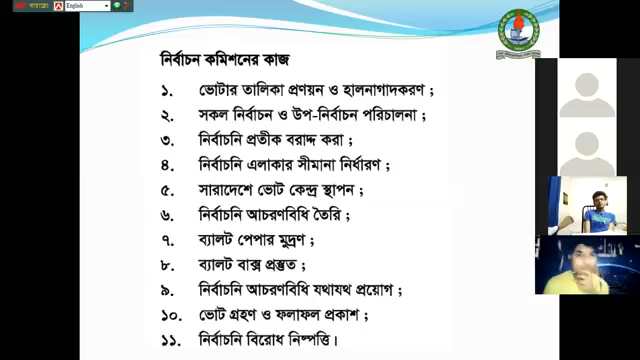 English
নির্বাচন কমিশনের কাজ
১. ভোটার তালিকা প্রণয়ন ও হালনাগাদকরণ ;
২. সকল নির্বাচন ও উপ-নির্বাচন পরিচালনা ;
৩. নির্বাচনি প্রতীক বরাদ্দ করা ;
৪. নির্বাচনি এলাকার সীমানা নির্ধারণ ;
৫. সারাদেশে ভোট কেন্দ্র স্থাপন ;
৬. নির্বাচনি আচরণবিধি তৈরি ;
৭. ব্যালট পেপার মুদ্রণ ;
৮. ব্যালট বাক্স প্রস্তুত ;
৯. নির্বাচনি আচরণবিধি যথাযথ প্রয়োগ ;
১০. ভোট গ্রহণ ও ফলাফল প্রকাশ ;
১১. নির্বাচনি বিরোধ নিষ্পত্তি।